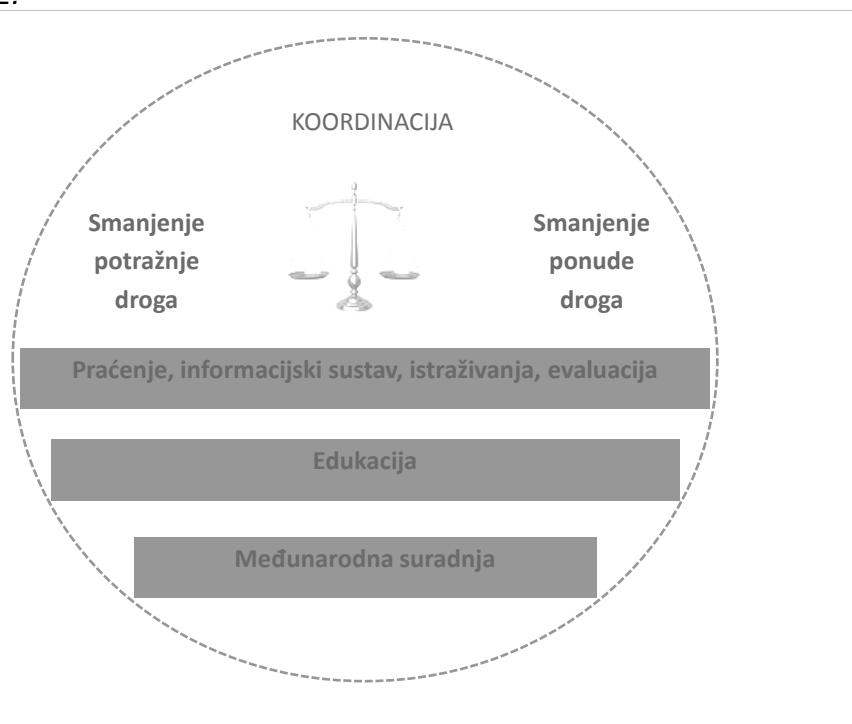 KOORDINACIJA
Smanjenje
potražnje
droga
Smanjenje
ponude
droga
Praćenje, informacijski sustav, istraživanja, evaluacija
Edukacija
Međunarodna suradnja